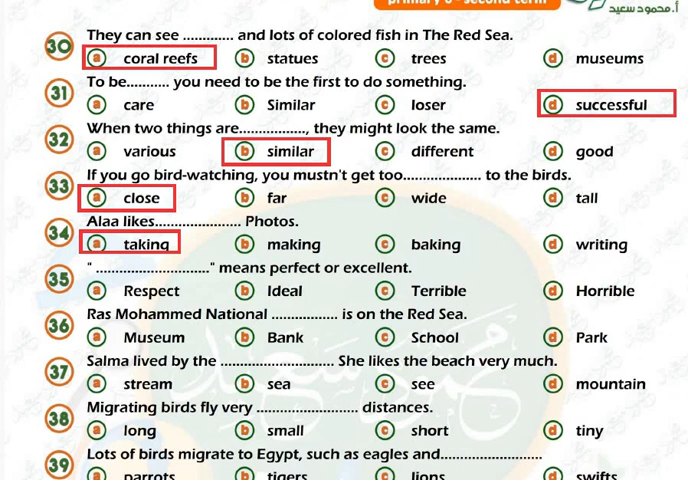 primary 6 - second term
أ. محمود سعيد
30 They can see ............. and lots of colored fish in The Red Sea.
a coral reefs b statues c trees d museums
31 To be........... you need to be the first to do something.
a care b Similar c loser d successful
32 When two things are................., they might look the same.
a various b similar c different d good
33 If you go bird-watching, you mustn't get too.................... to the birds.
a close b far c wide d tall
34 Alaa likes...................... Photos.
a taking b making c baking d writing
35 " ............................." means perfect or excellent.
a Respect b Ideal c Terrible d Horrible
36 Ras Mohammed National ................. is on the Red Sea.
a Museum b Bank c School d Park
37 Salma lived by the ............................. She likes the beach very much.
a stream b sea c see d mountain
38 Migrating birds fly very .......................... distances.
a long b small c short d tiny
39 Lots of birds migrate to Egypt, such as eagles and..........................
a parrots b tigers c lions d swifts